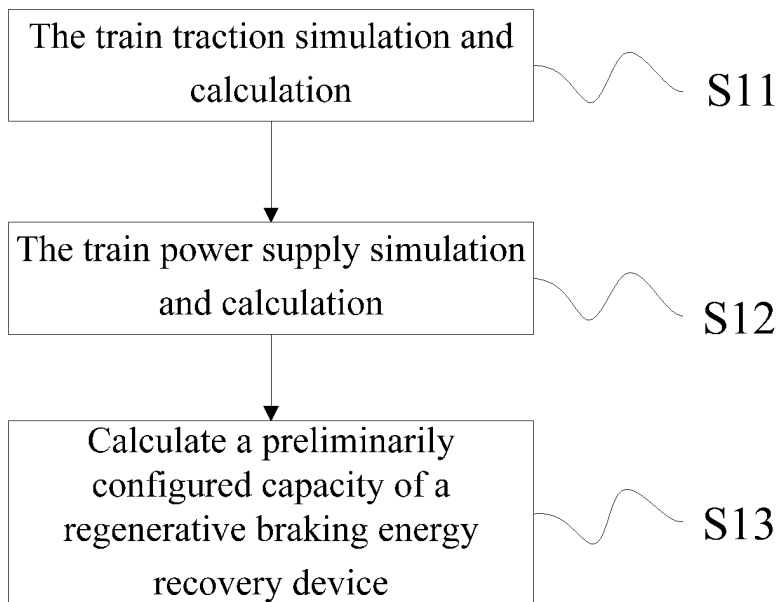 The train traction simulation and
calculation
S11
The train power supply simulation
and calculation
S12
Calculate a preliminarily
configured capacity of a
regenerative braking energy
recovery device
S13